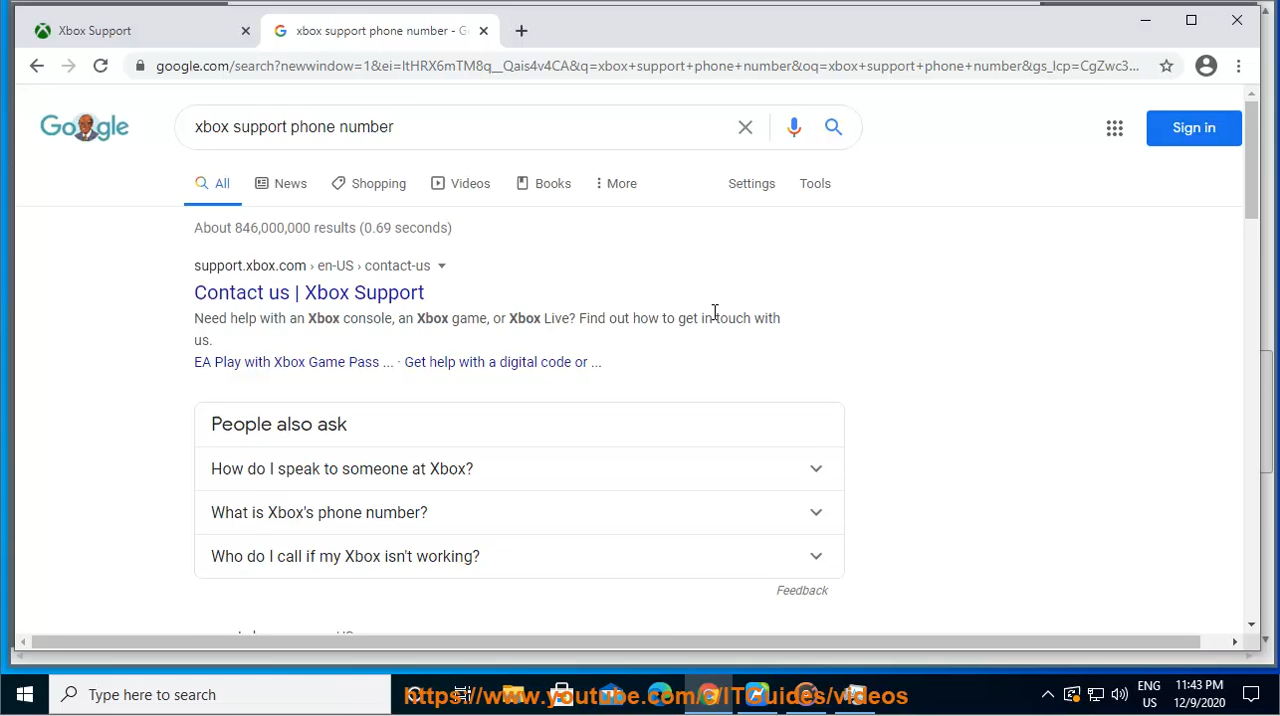 Xbox Support
xbox support phone number - G
google.com/search?newwindow=1&ei=ItHRX6mTM8q__Qais4v4CA&q=xbox+support+phone+number&oq=xbox+support+phone+number&gs_lcp=CgZwc3...
Google
xbox support phone number
Sign in
All
News
Shopping
Videos
Books
More
Settings
Tools
About 846,000,000 results (0.69 seconds)
support.xbox.com › en-US › contact-us
Contact us | Xbox Support
Need help with an Xbox console, an Xbox game, or Xbox Live? Find out how to get in touch with
us.
EA Play with Xbox Game Pass ... · Get help with a digital code or ...
People also ask
How do I speak to someone at Xbox?
What is Xbox's phone number?
Who do I call if my Xbox isn't working?
Feedback
Type here to search
https://www.youtube.com/c/ITGuides/videos
ENG
US
11:43 PM
12/9/2020